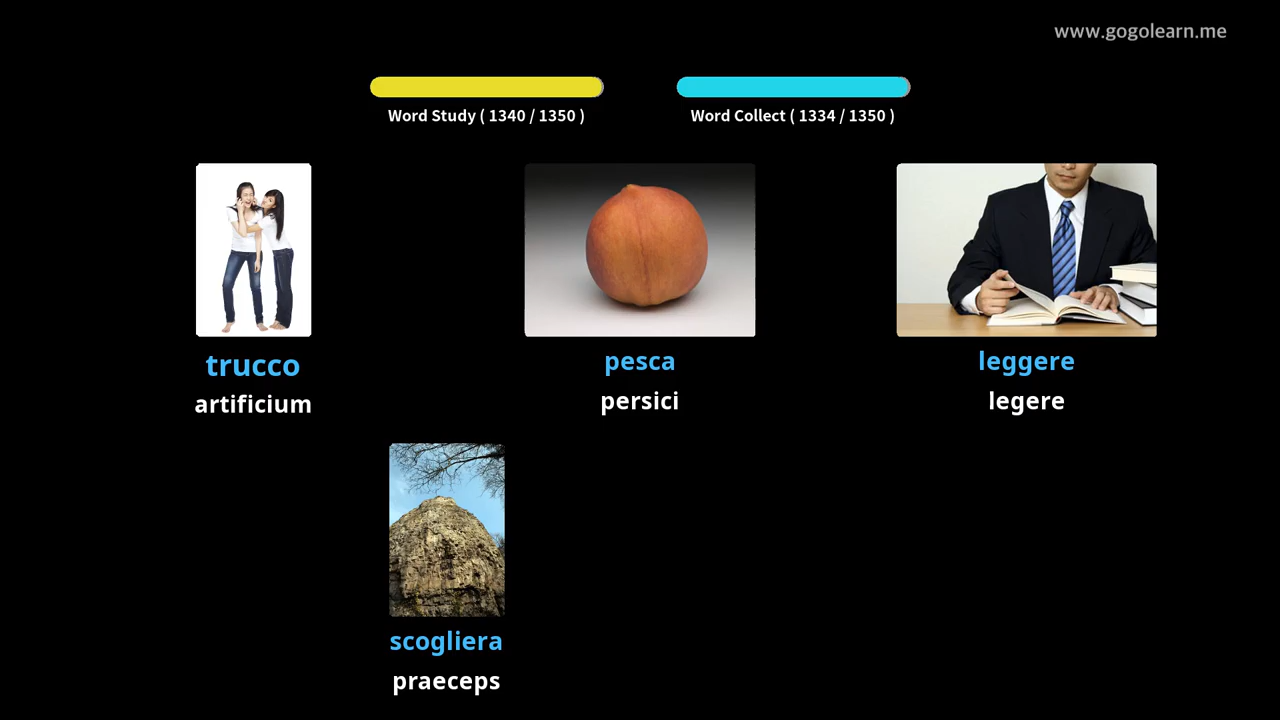 www.gogolearn.me
Word Study ( 1340 / 1350 )
Word Collect ( 1334 / 1350 )
trucco
artificium
pesca
persici
leggere
legere
scogliera
praeceps